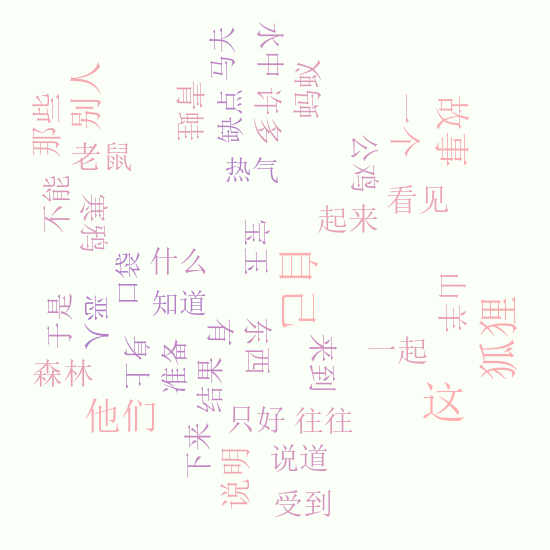 水中
马夫
蚂蚁
青蛙
缺点
许多
别人
那些
一个
故事
老鼠
公鸡
热气
不能
寒鸦
看见
起来
宝玉
口袋
什么
自己
山羊
知道
于是
恶人
狐狸
有
东西
身上
准备
来到
一起
结果
森林
他们
这
只好
往往
下来
说明
说道
受到